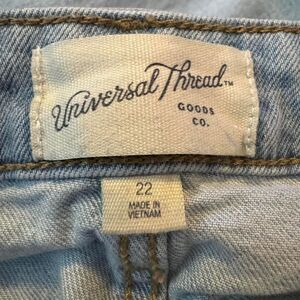 Universal Thread™
GOODS
CO.
22
MADE IN
VIETNAM